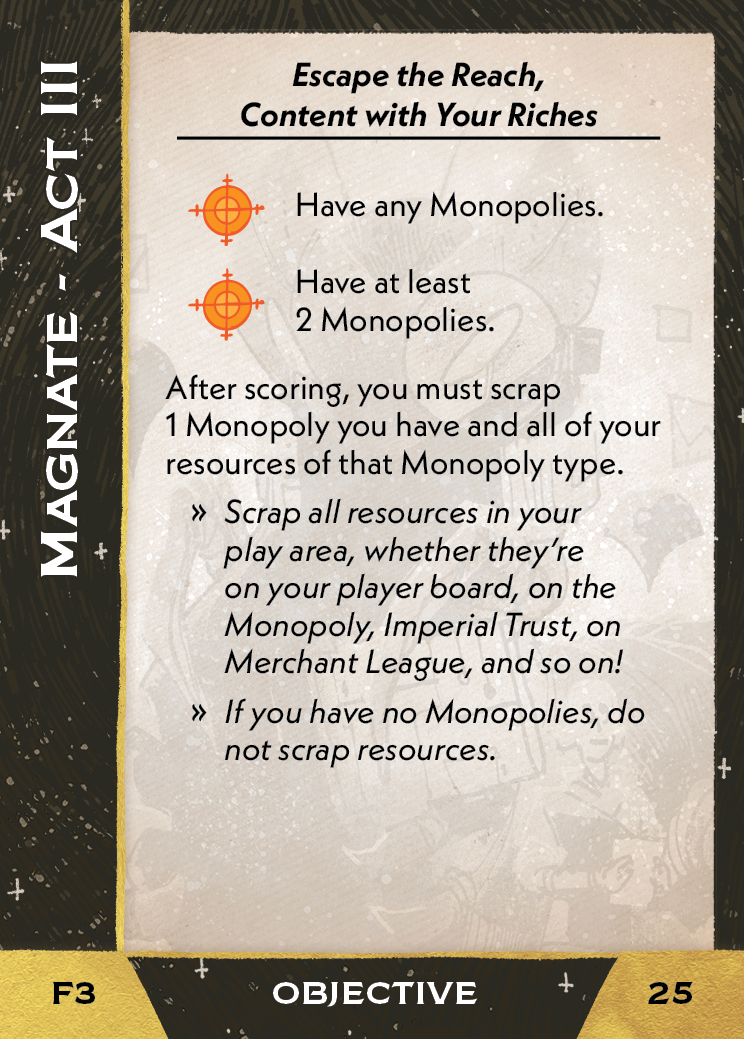 MAGNATE - ACT III
Escape the Reach,
Content with Your Riches
Have any Monopolies.
Have at least
2 Monopolies.
After scoring, you must scrap
1 Monopoly you have and all of your
resources of that Monopoly type.
» Scrap all resources in your
play area, whether they're
on your player board, on the
Monopoly, Imperial Trust, on
Merchant League, and so on!
» If you have no Monopolies, do
not scrap resources.
F3
OBJECTIVE
25